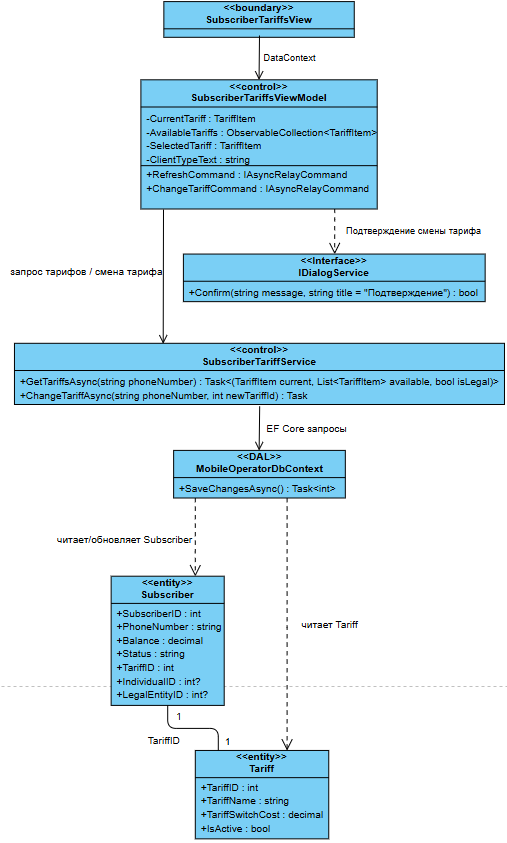 <<boundary>>
SubscriberTariffsView
DataContext
<<control>>
SubscriberTariffsViewModel
-CurrentTariff : TariffItem
-AvailableTariffs : ObservableCollection<TariffItem>
-SelectedTariff : TariffItem
-ClientTypeText : string
+RefreshCommand : IAsyncRelayCommand
+ChangeTariffCommand : IAsyncRelayCommand
Подтверждение смены тарифа
запрос тарифов / смена тарифа
<<Interface>>
IDialogService
+Confirm(string message, string title = "Подтверждение") : bool
<<control>>
SubscriberTariffService
+GetTariffsAsync(string phoneNumber) : Task<(TariffItem current, List<TariffItem> available, bool isLegal)>
+ChangeTariffAsync(string phoneNumber, int newTariffId) : Task
EF Core запросы
<<DAL>>
MobileOperatorDbContext
+SaveChangesAsync() : Task<int>
читает/обновляет Subscriber
<<entity>>
Subscriber
+SubscriberID : int
+PhoneNumber : string
+Balance : decimal
+Status : string
+TariffID : int
+IndividualID : int?
+LegalEntityID : int?
читает Tariff
1
TariffID
1
<<entity>>
Tariff
+TariffID : int
+TariffName : string
+TariffSwitchCost : decimal
+IsActive : bool